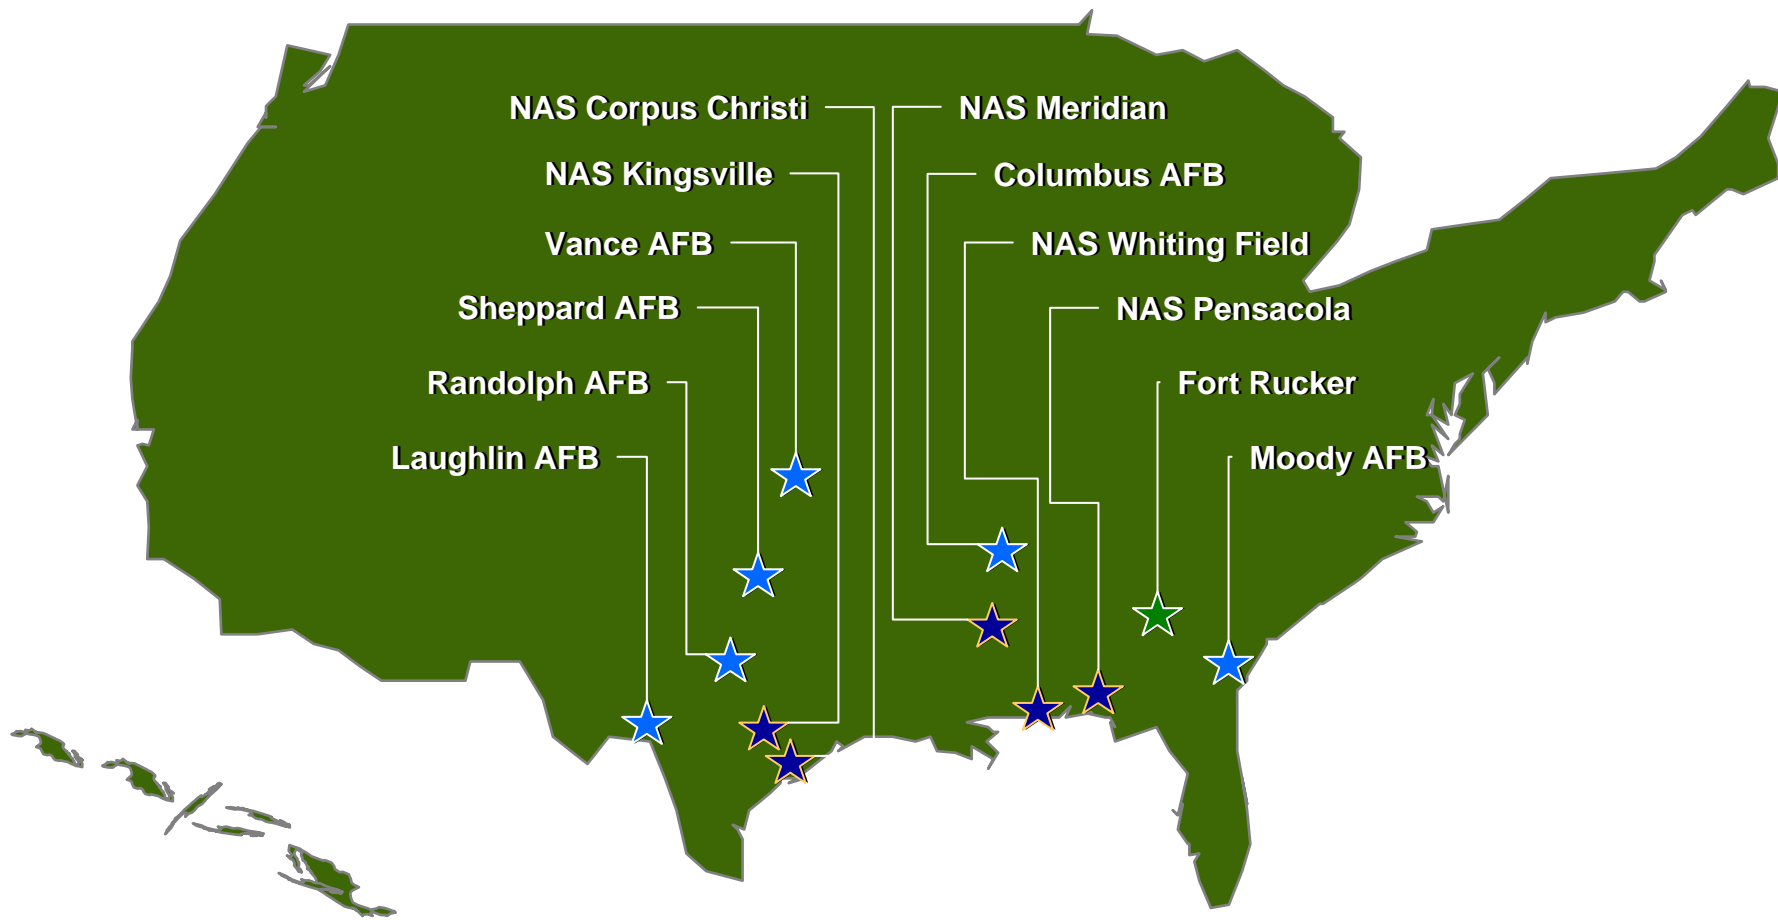 NAS Corpus Christi
NAS Kingsville
Vance AFB
Sheppard AFB
Randolph AFB
Laughlin AFB
NAS Meridian
Columbus AFB
NAS Whiting Field
NAS Pensacola
Fort Rucker
Moody AFB